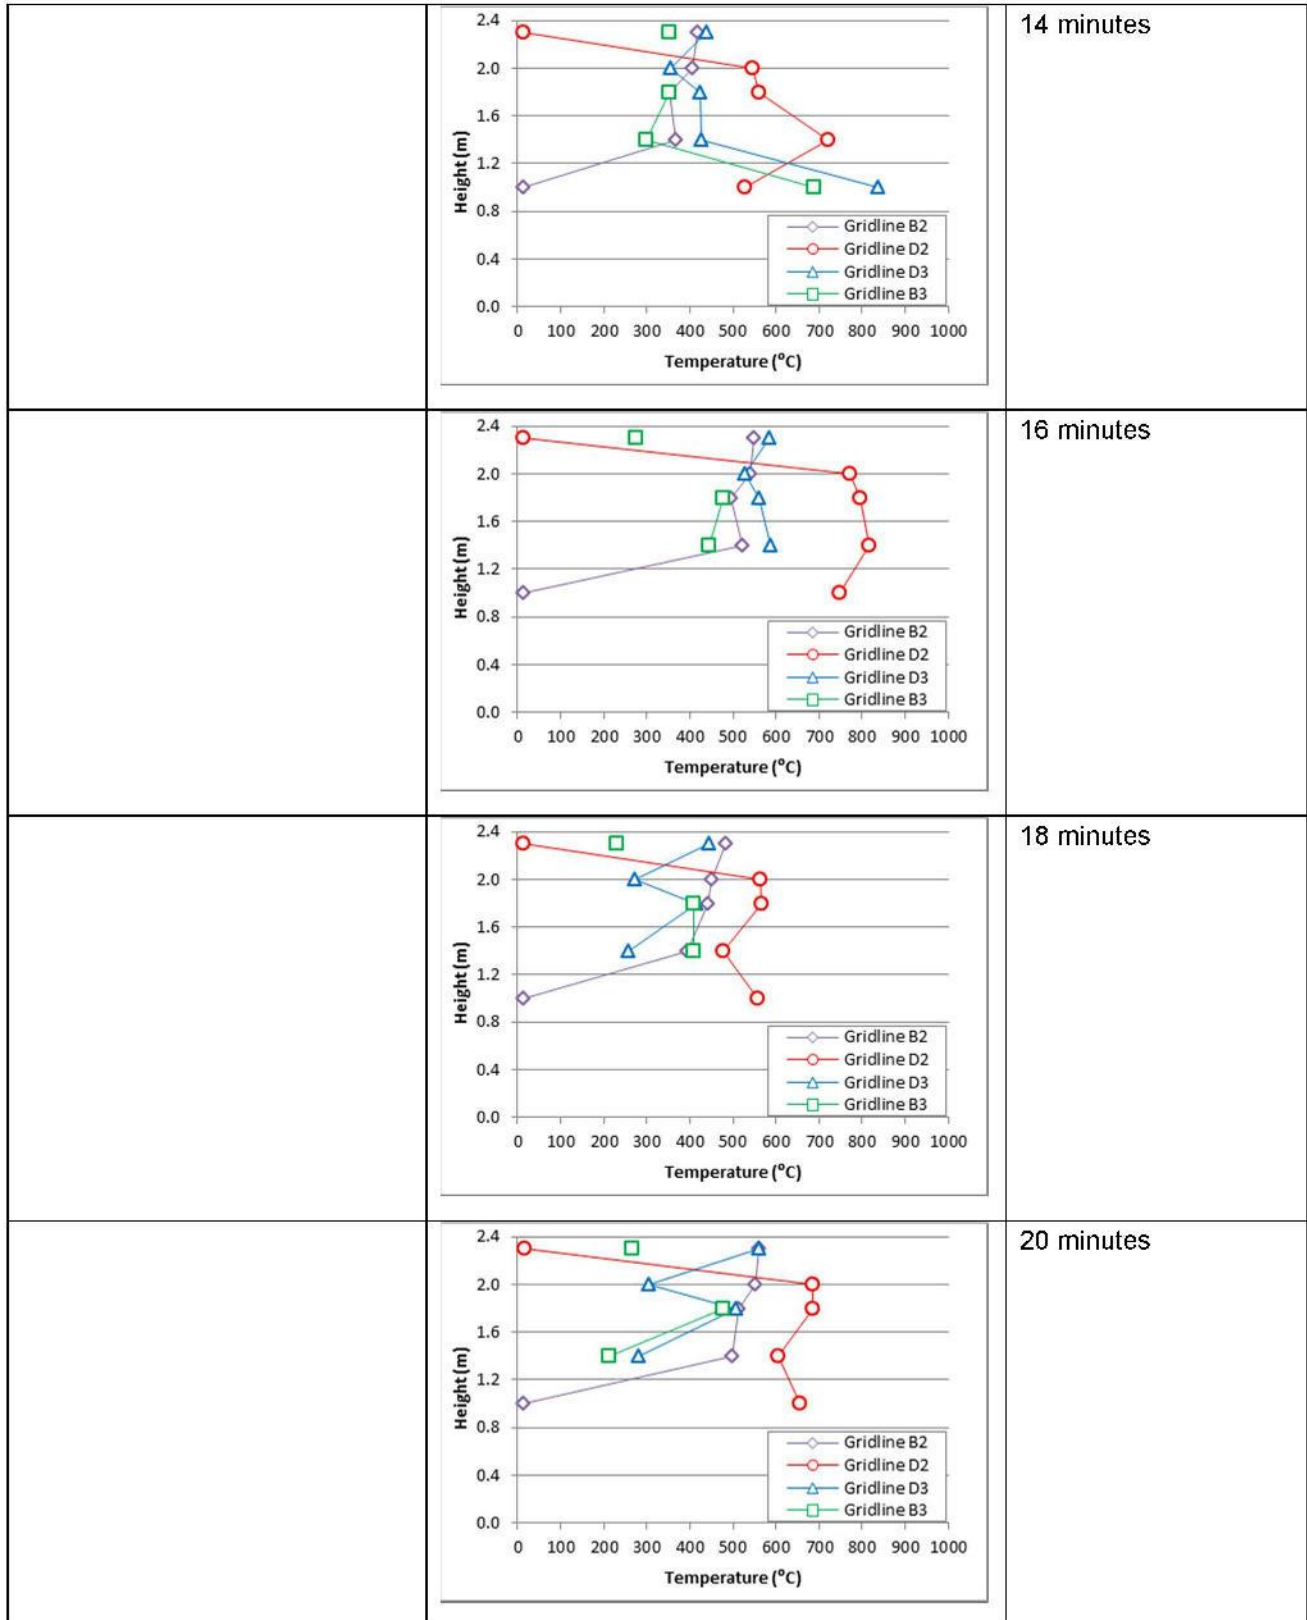 14 minutes
2.4
2.0
1.6
1.2
0.8
0.4
0.0
Height (m)
Gridline B2
Gridline D2
Gridline D3
Gridline B3
0 100 200 300 400 500 600 700 800 900 1000
Temperature (°C)
16 minutes
2.4
2.0
1.6
1.2
0.8
0.4
0.0
Height (m)
Gridline B2
Gridline D2
Gridline D3
Gridline B3
0 100 200 300 400 500 600 700 800 900 1000
Temperature (°C)
18 minutes
2.4
2.0
1.6
1.2
0.8
0.4
0.0
Height (m)
Gridline B2
Gridline D2
Gridline D3
Gridline B3
0 100 200 300 400 500 600 700 800 900 1000
Temperature (°C)
20 minutes
2.4
2.0
1.6
1.2
0.8
0.4
0.0
Height (m)
Gridline B2
Gridline D2
Gridline D3
Gridline B3
0 100 200 300 400 500 600 700 800 900 1000
Temperature (°C)